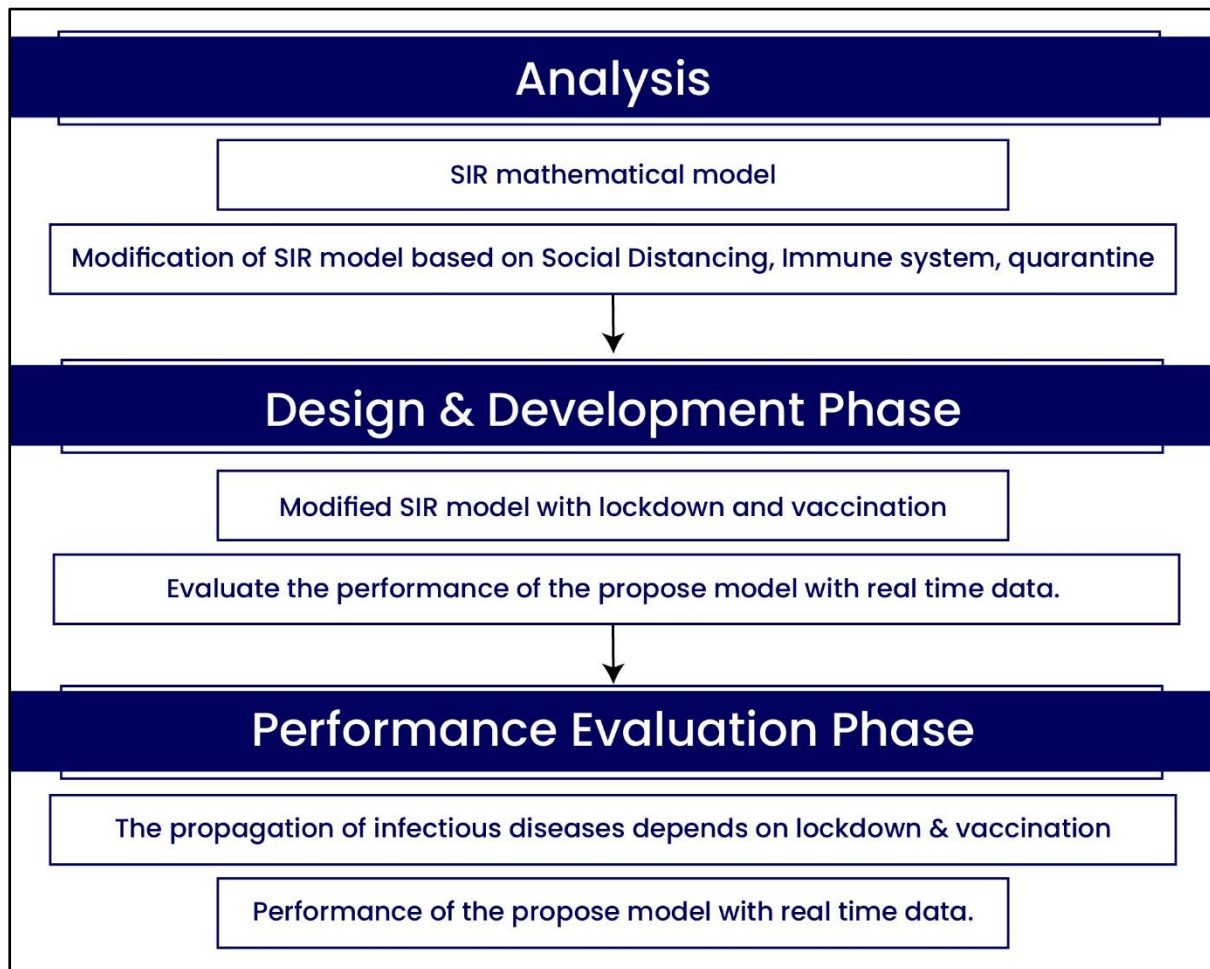 Analysis
SIR mathematical model
Modification of SIR model based on Social Distancing, Immune system, quarantine
Design & Development Phase
Modified SIR model with lockdown and vaccination
Evaluate the performance of the propose model with real time data.
Performance Evaluation Phase
The propagation of infectious diseases depends on lockdown & vaccination
Performance of the propose model with real time data.